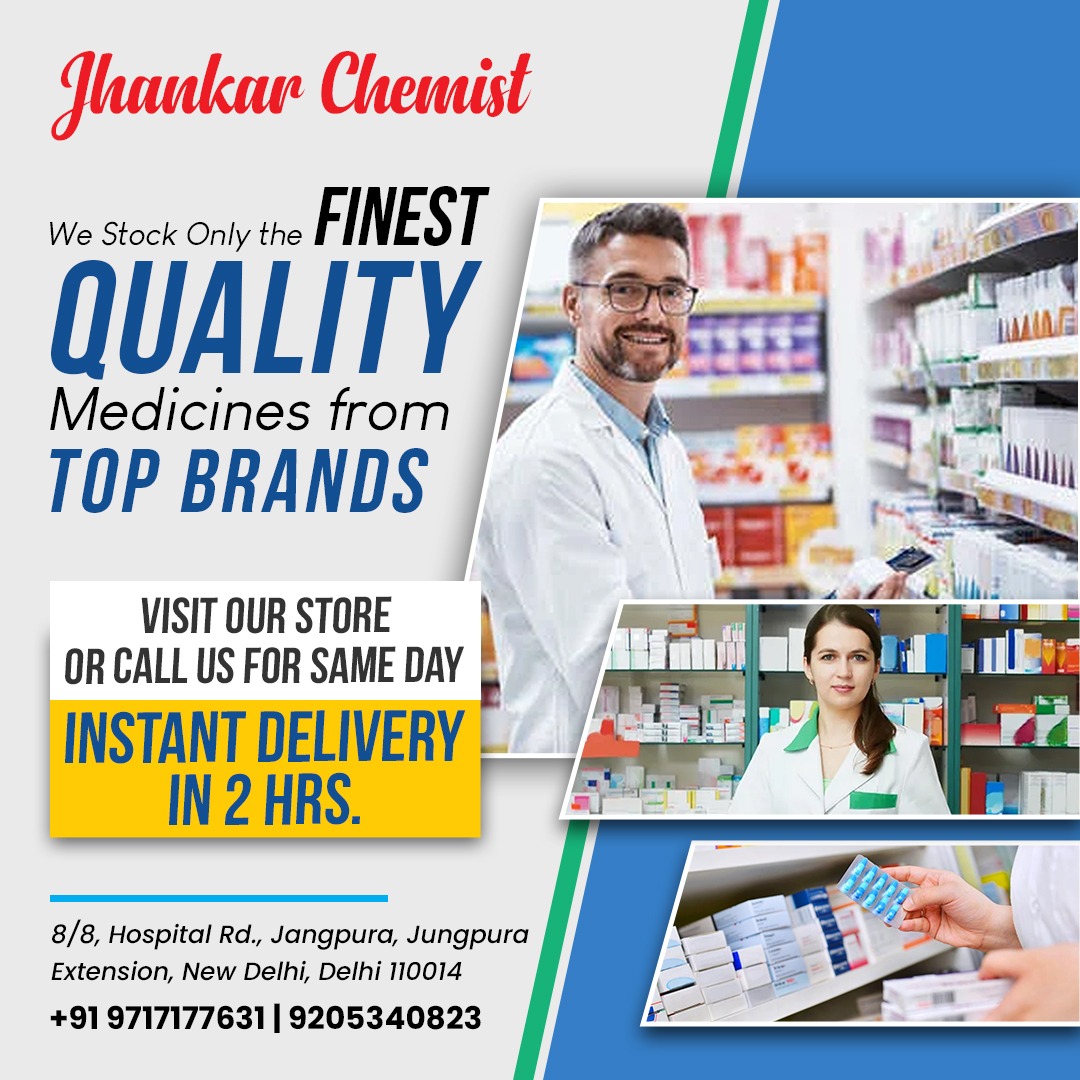 Jhankar Chemist
We Stock Only the FINEST
QUALITY
Medicines from
TOP BRANDS
VISIT OUR STORE
OR CALL US FOR SAME DAY
INSTANT DELIVERY
IN 2 HRS.
8/8, Hospital Rd., Jangpura, Jungpura
Extension, New Delhi, Delhi 110014
+91 9717177631 | 9205340823